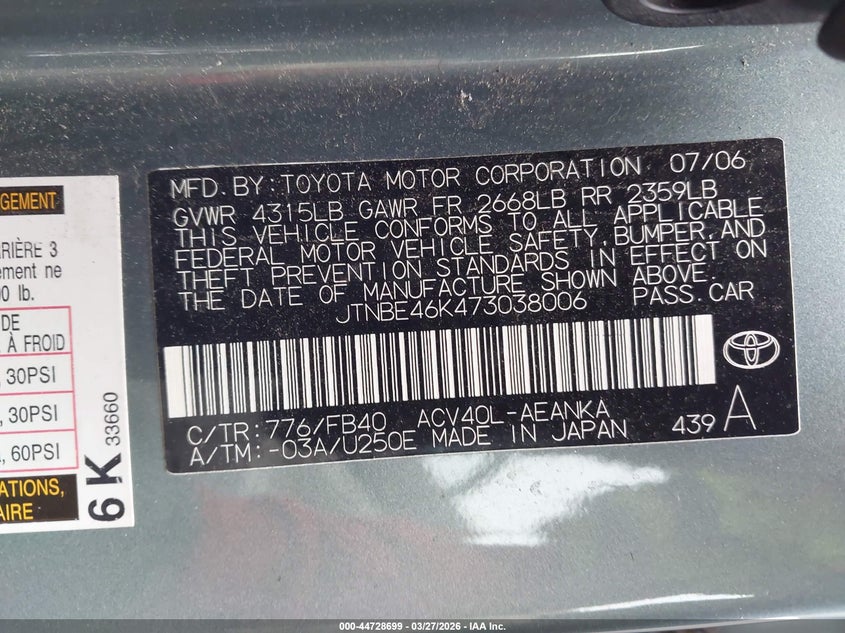 GEMENT
ARIÈRE 3
ement ne
00 lb.
DE
À FROID
, 30PSI
, 30PSI
, 60PSI
ATIONS,
AIRE
6K
33660
MFD. BY: TOYOTA MOTOR CORPORATION 07/06
GVWR 4315LB GAWR FR 2668LB RR 2359LB
THIS VEHICLE CONFORMS TO ALL APPLICABLE
FEDERAL MOTOR VEHICLE SAFETY, BUMPER, AND
THEFT PREVENTION STANDARDS IN EFFECT ON
THE DATE OF MANUFACTURE SHOWN ABOVE.
JTNBE46K473038006 PASS. CAR
C/TR: 776/FB40 ACV40L-AEANKA
A/TM: -03A/U250E MADE IN JAPAN
439 A
000-44728699 — 03/27/2026 — IAA Inc.